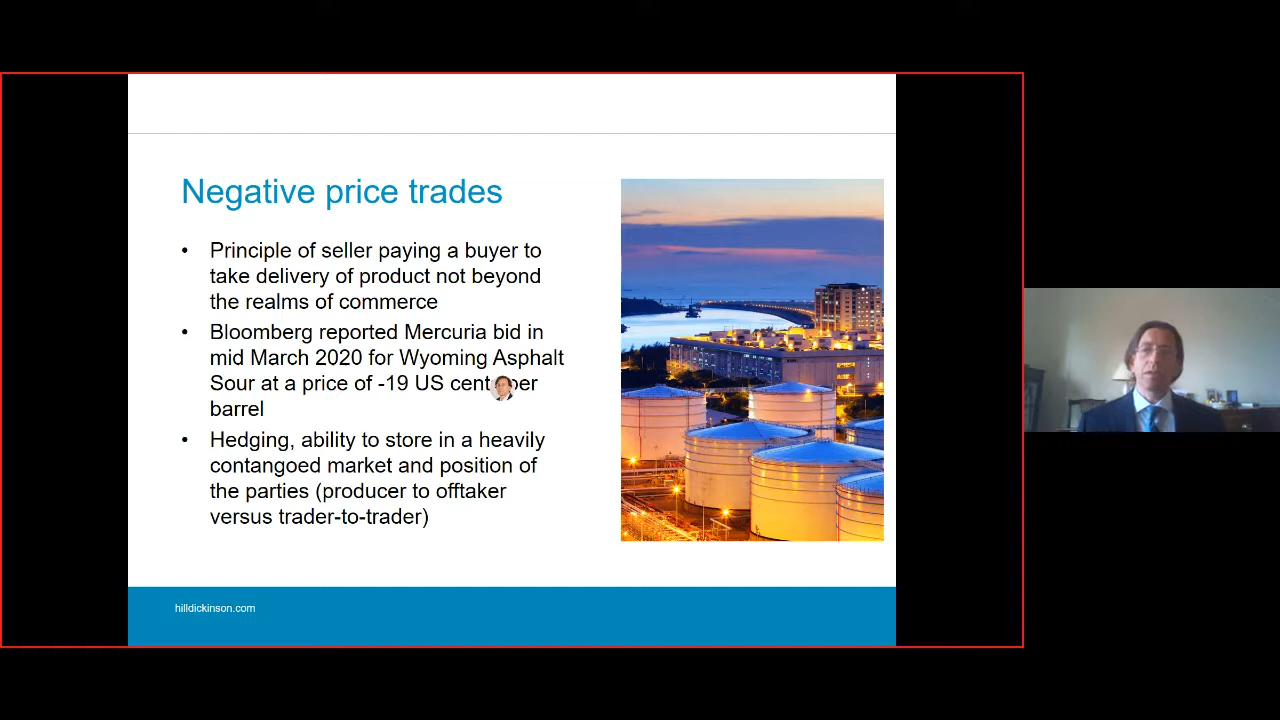 Negative price trades
• Principle of seller paying a buyer to
take delivery of product not beyond
the realms of commerce
• Bloomberg reported Mercuria bid in
mid March 2020 for Wyoming Asphalt
Sour at a price of -19 US cent per
barrel
• Hedging, ability to store in a heavily
contangoed market and position of
the parties (producer to offtaker
versus trader-to-trader)
hilldickinson.com